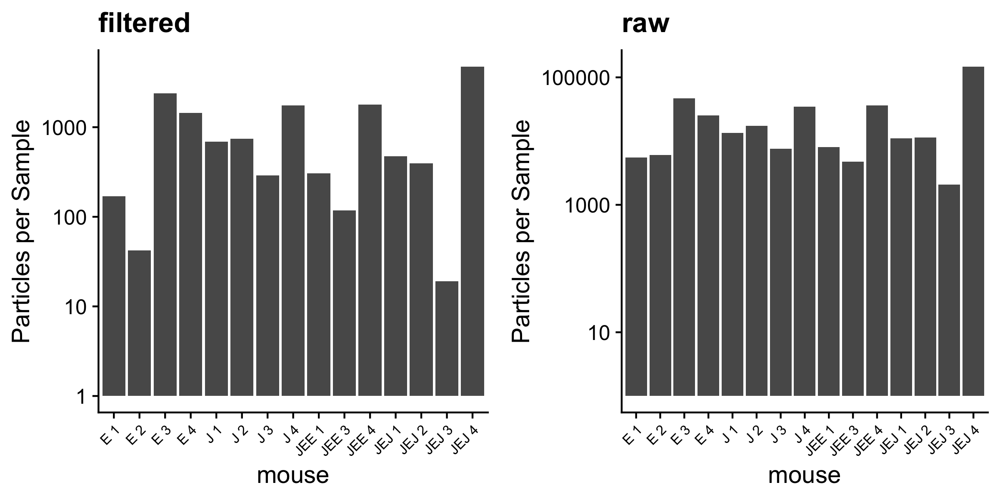 filtered
Particles per Sample
1000
100
10
1
E 1
E 2
E 3
E 4
J 1
J 2
J 3
J 4
JEE 1
JEE 3
JEE 4
JEJ 1
JEJ 2
JEJ 3
JEJ 4
mouse
raw
Particles per Sample
100000
1000
10
E 1
E 2
E 3
E 4
J 1
J 2
J 3
J 4
JEE 1
JEE 3
JEE 4
JEJ 1
JEJ 2
JEJ 3
JEJ 4
mouse